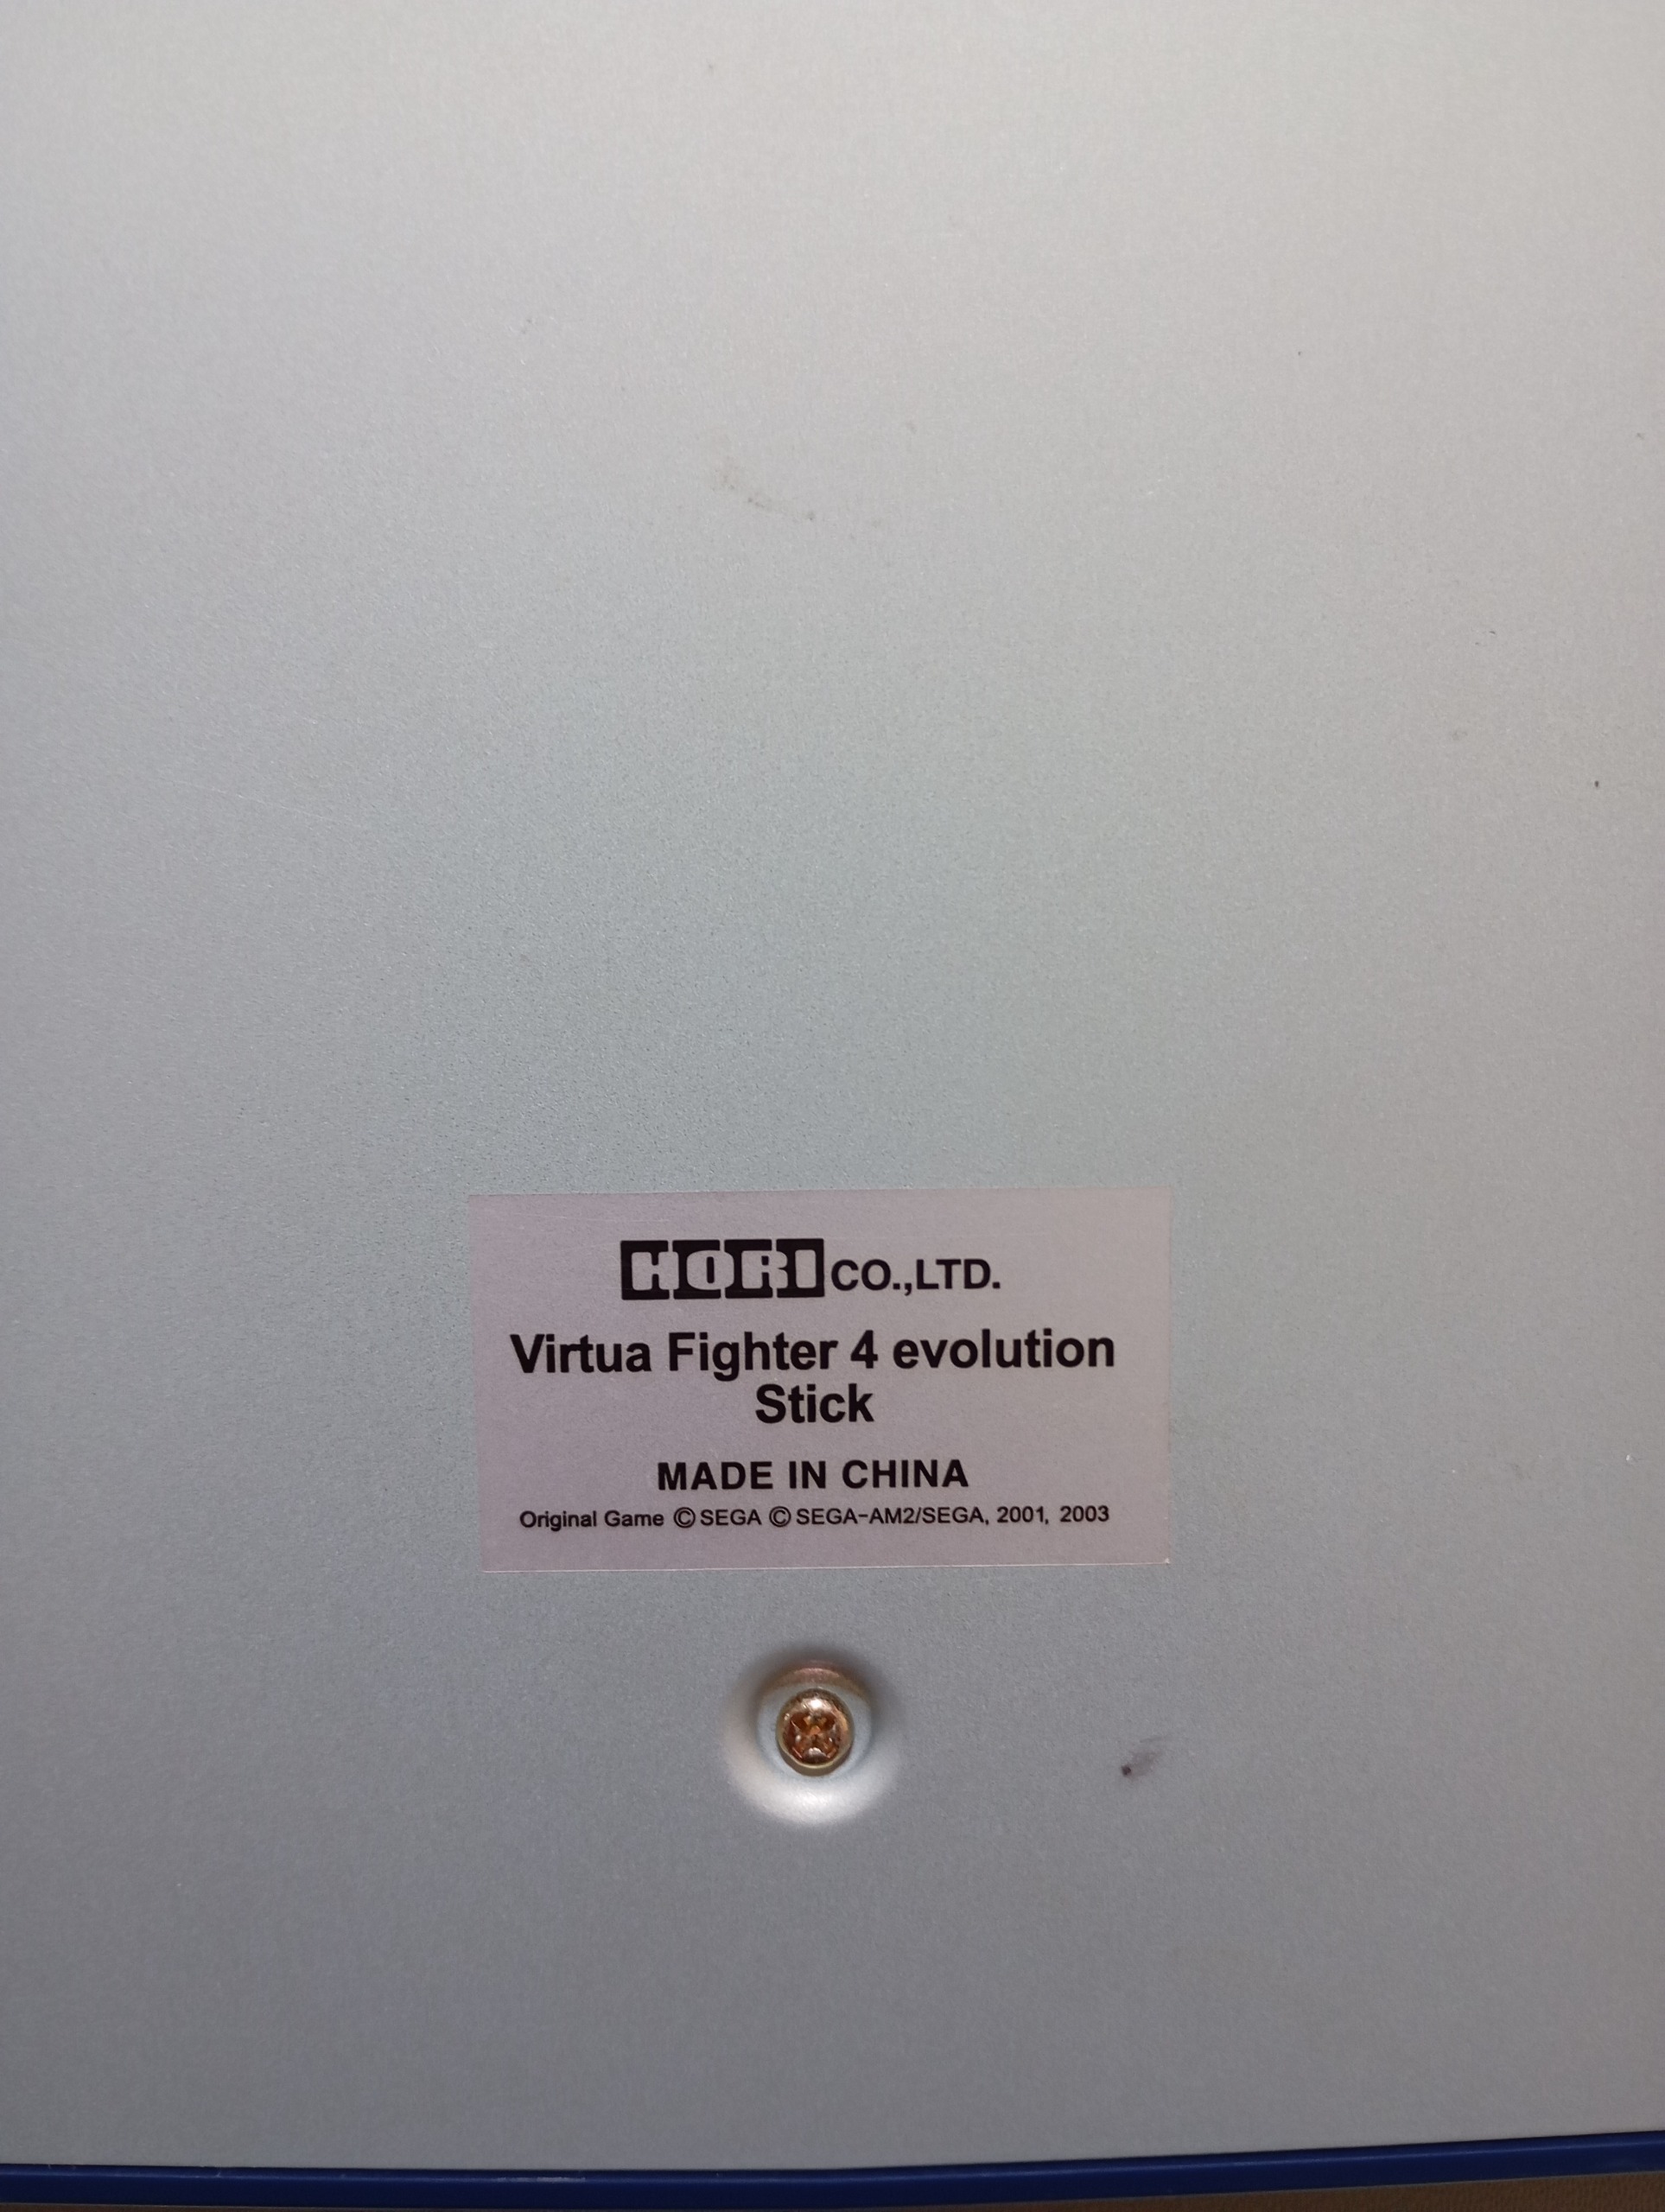 HORI CO.,LTD.
Virtua Fighter 4 evolution
Stick
MADE IN CHINA
Original Game ©SEGA ©SEGA-AM2/SEGA, 2001, 2003